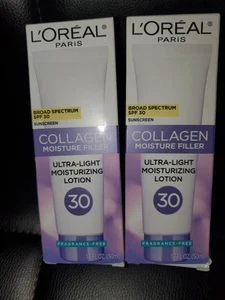 L'ORÉAL
PARIS
BROAD SPECTRUM
SPF 30
SUNSCREEN
COLLAGEN
MOISTURE FILLER
ULTRA-LIGHT
MOISTURIZING
LOTION
30
FRAGRANCE-FREE
L'ORÉAL
PARIS
BROAD SPECTRUM
SPF 30
SUNSCREEN
COLLAGEN
MOISTURE FILLER
ULTRA-LIGHT
MOISTURIZING
LOTION
30
FRAGRANCE-FREE